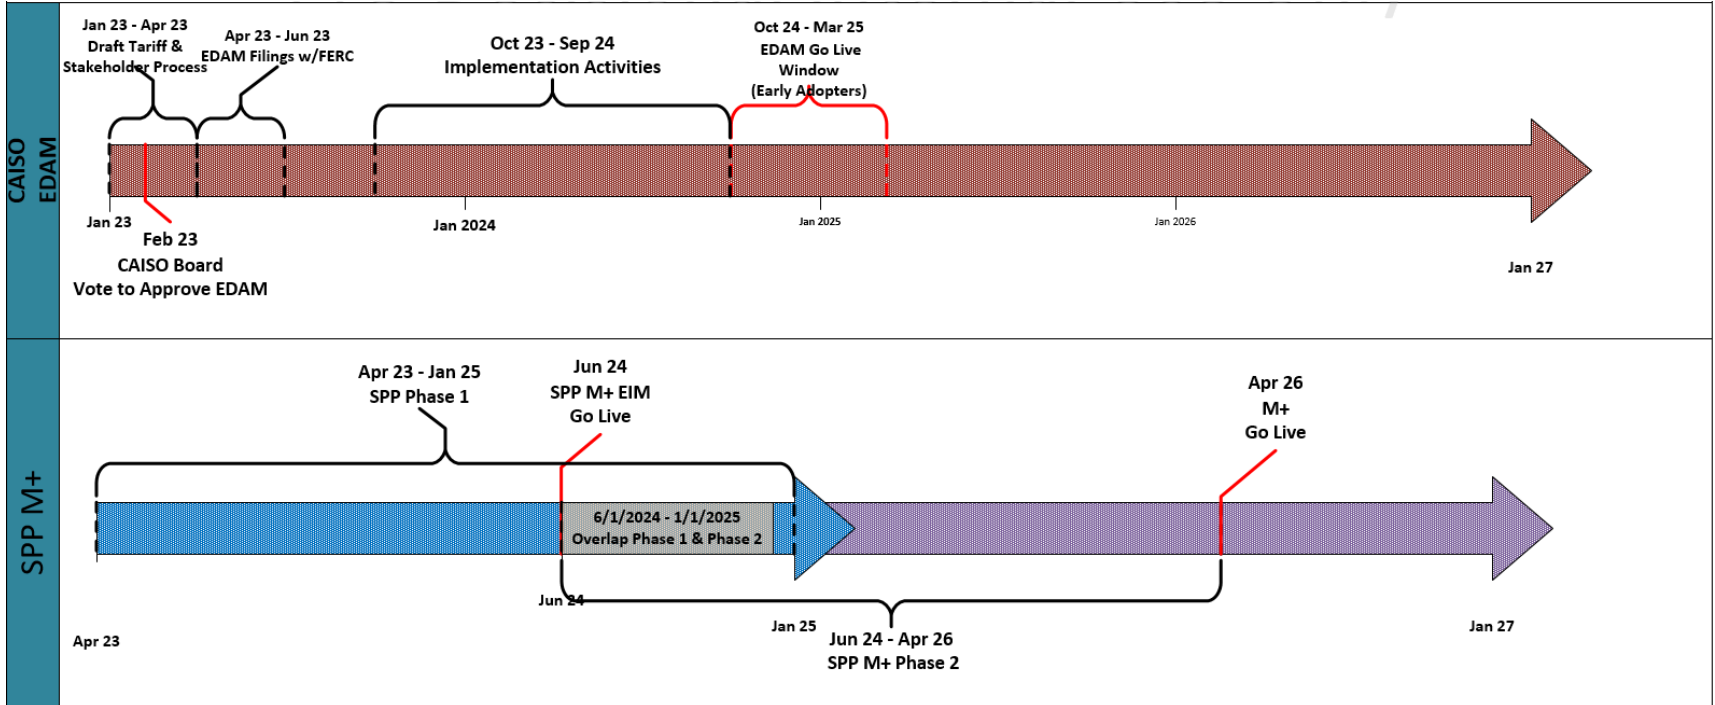 CAISO
EDAM
Jan 23 - Apr 23
Draft Tariff &
Stakeholder Process
Apr 23 - Jun 23
EDAM Filings w/FERC
Oct 23 - Sep 24
Implementation Activities
Oct 24 - Mar 25
EDAM Go Live
Window
(Early Adopters)
Jan 23
Jan 2024
Jan 2025
Jan 2026
Jan 27
Feb 23
CAISO Board
Vote to Approve EDAM
SPP M+
Apr 23 - Jan 25
SPP Phase 1
Jun 24
SPP M+ EIM
Go Live
Apr 26
M+
Go Live
6/1/2024 - 1/1/2025
Overlap Phase 1 & Phase 2
Apr 23
Jun 24
Jan 25
Jun 24 - Apr 26
SPP M+ Phase 2
Jan 27